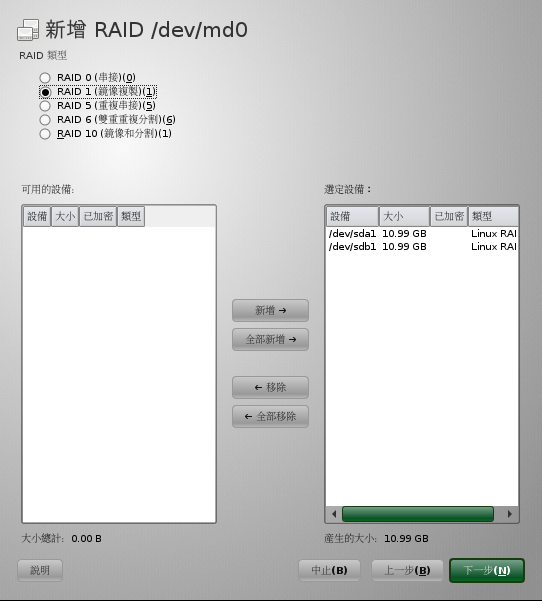 新增 RAID /dev/md0
RAID 類型
RAID 0 (串接)(0)
RAID 1 (鏡像複製)(1)
RAID 5 (重複串接)(5)
RAID 6 (雙重重複分割)(6)
RAID 10 (鏡像和分割)(1)
可用的設備:
選定設備：
設備 大小 已加密 類型
設備 大小 已加密 類型
/dev/sda1 10.99 GB Linux RAI
/dev/sdb1 10.99 GB Linux RAI
新增 →
全部新增 →
← 移除
← 全部移除
大小總計: 0.00 B
產生的大小: 10.99 GB
說明
中止(B)
上一步(B)
下一步(N)